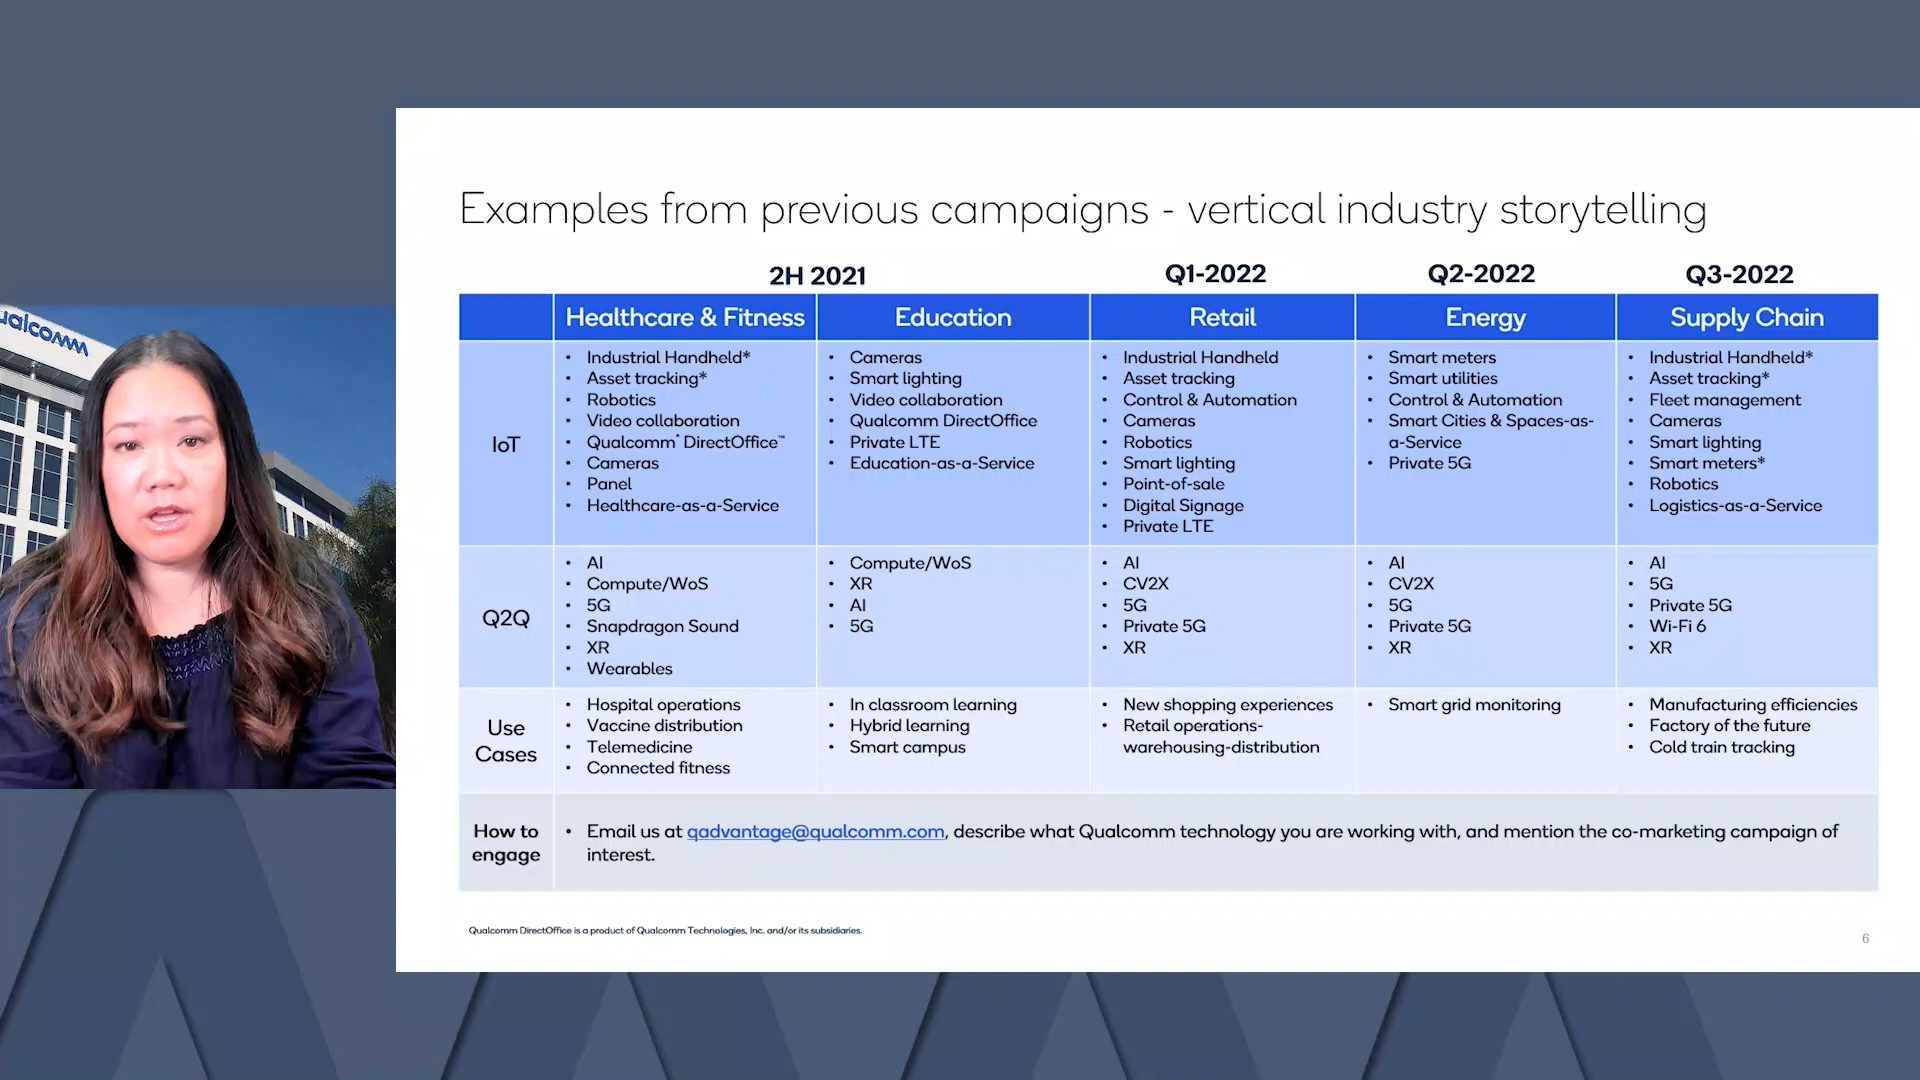 ualcomm
Examples from previous campaigns - vertical industry storytelling
2H 2021
Q1-2022
Q2-2022
Q3-2022
Healthcare & Fitness
Education
Retail
Energy
Supply Chain
IoT
• Industrial Handheld*
• Asset tracking*
• Robotics
• Video collaboration
• Qualcomm® DirectOffice™
• Cameras
• Panel
• Healthcare-as-a-Service
• Cameras
• Smart lighting
• Video collaboration
• Qualcomm DirectOffice
• Private LTE
• Education-as-a-Service
• Industrial Handheld
• Asset tracking
• Control & Automation
• Cameras
• Robotics
• Smart lighting
• Point-of-sale
• Digital Signage
• Private LTE
• Smart meters
• Smart utilities
• Control & Automation
• Smart Cities & Spaces-as-
a-Service
• Private 5G
• Industrial Handheld*
• Asset tracking*
• Fleet management
• Cameras
• Smart lighting
• Smart meters*
• Robotics
• Logistics-as-a-Service
Q2Q
• AI
• Compute/WoS
• 5G
• Snapdragon Sound
• XR
• Wearables
• Compute/WoS
• XR
• AI
• 5G
• AI
• CV2X
• 5G
• Private 5G
• XR
• AI
• CV2X
• 5G
• Private 5G
• XR
• AI
• 5G
• Private 5G
• Wi-Fi 6
• XR
Use
Cases
• Hospital operations
• Vaccine distribution
• Telemedicine
• Connected fitness
• In classroom learning
• Hybrid learning
• Smart campus
• New shopping experiences
• Retail operations-
warehousing-distribution
• Smart grid monitoring
• Manufacturing efficiencies
• Factory of the future
• Cold train tracking
How to
engage
• Email us at qadvantage@qualcomm.com, describe what Qualcomm technology you are working with, and mention the co-marketing campaign of
interest.
Qualcomm DirectOffice is a product of Qualcomm Technologies, Inc. and/or its subsidiaries.
6